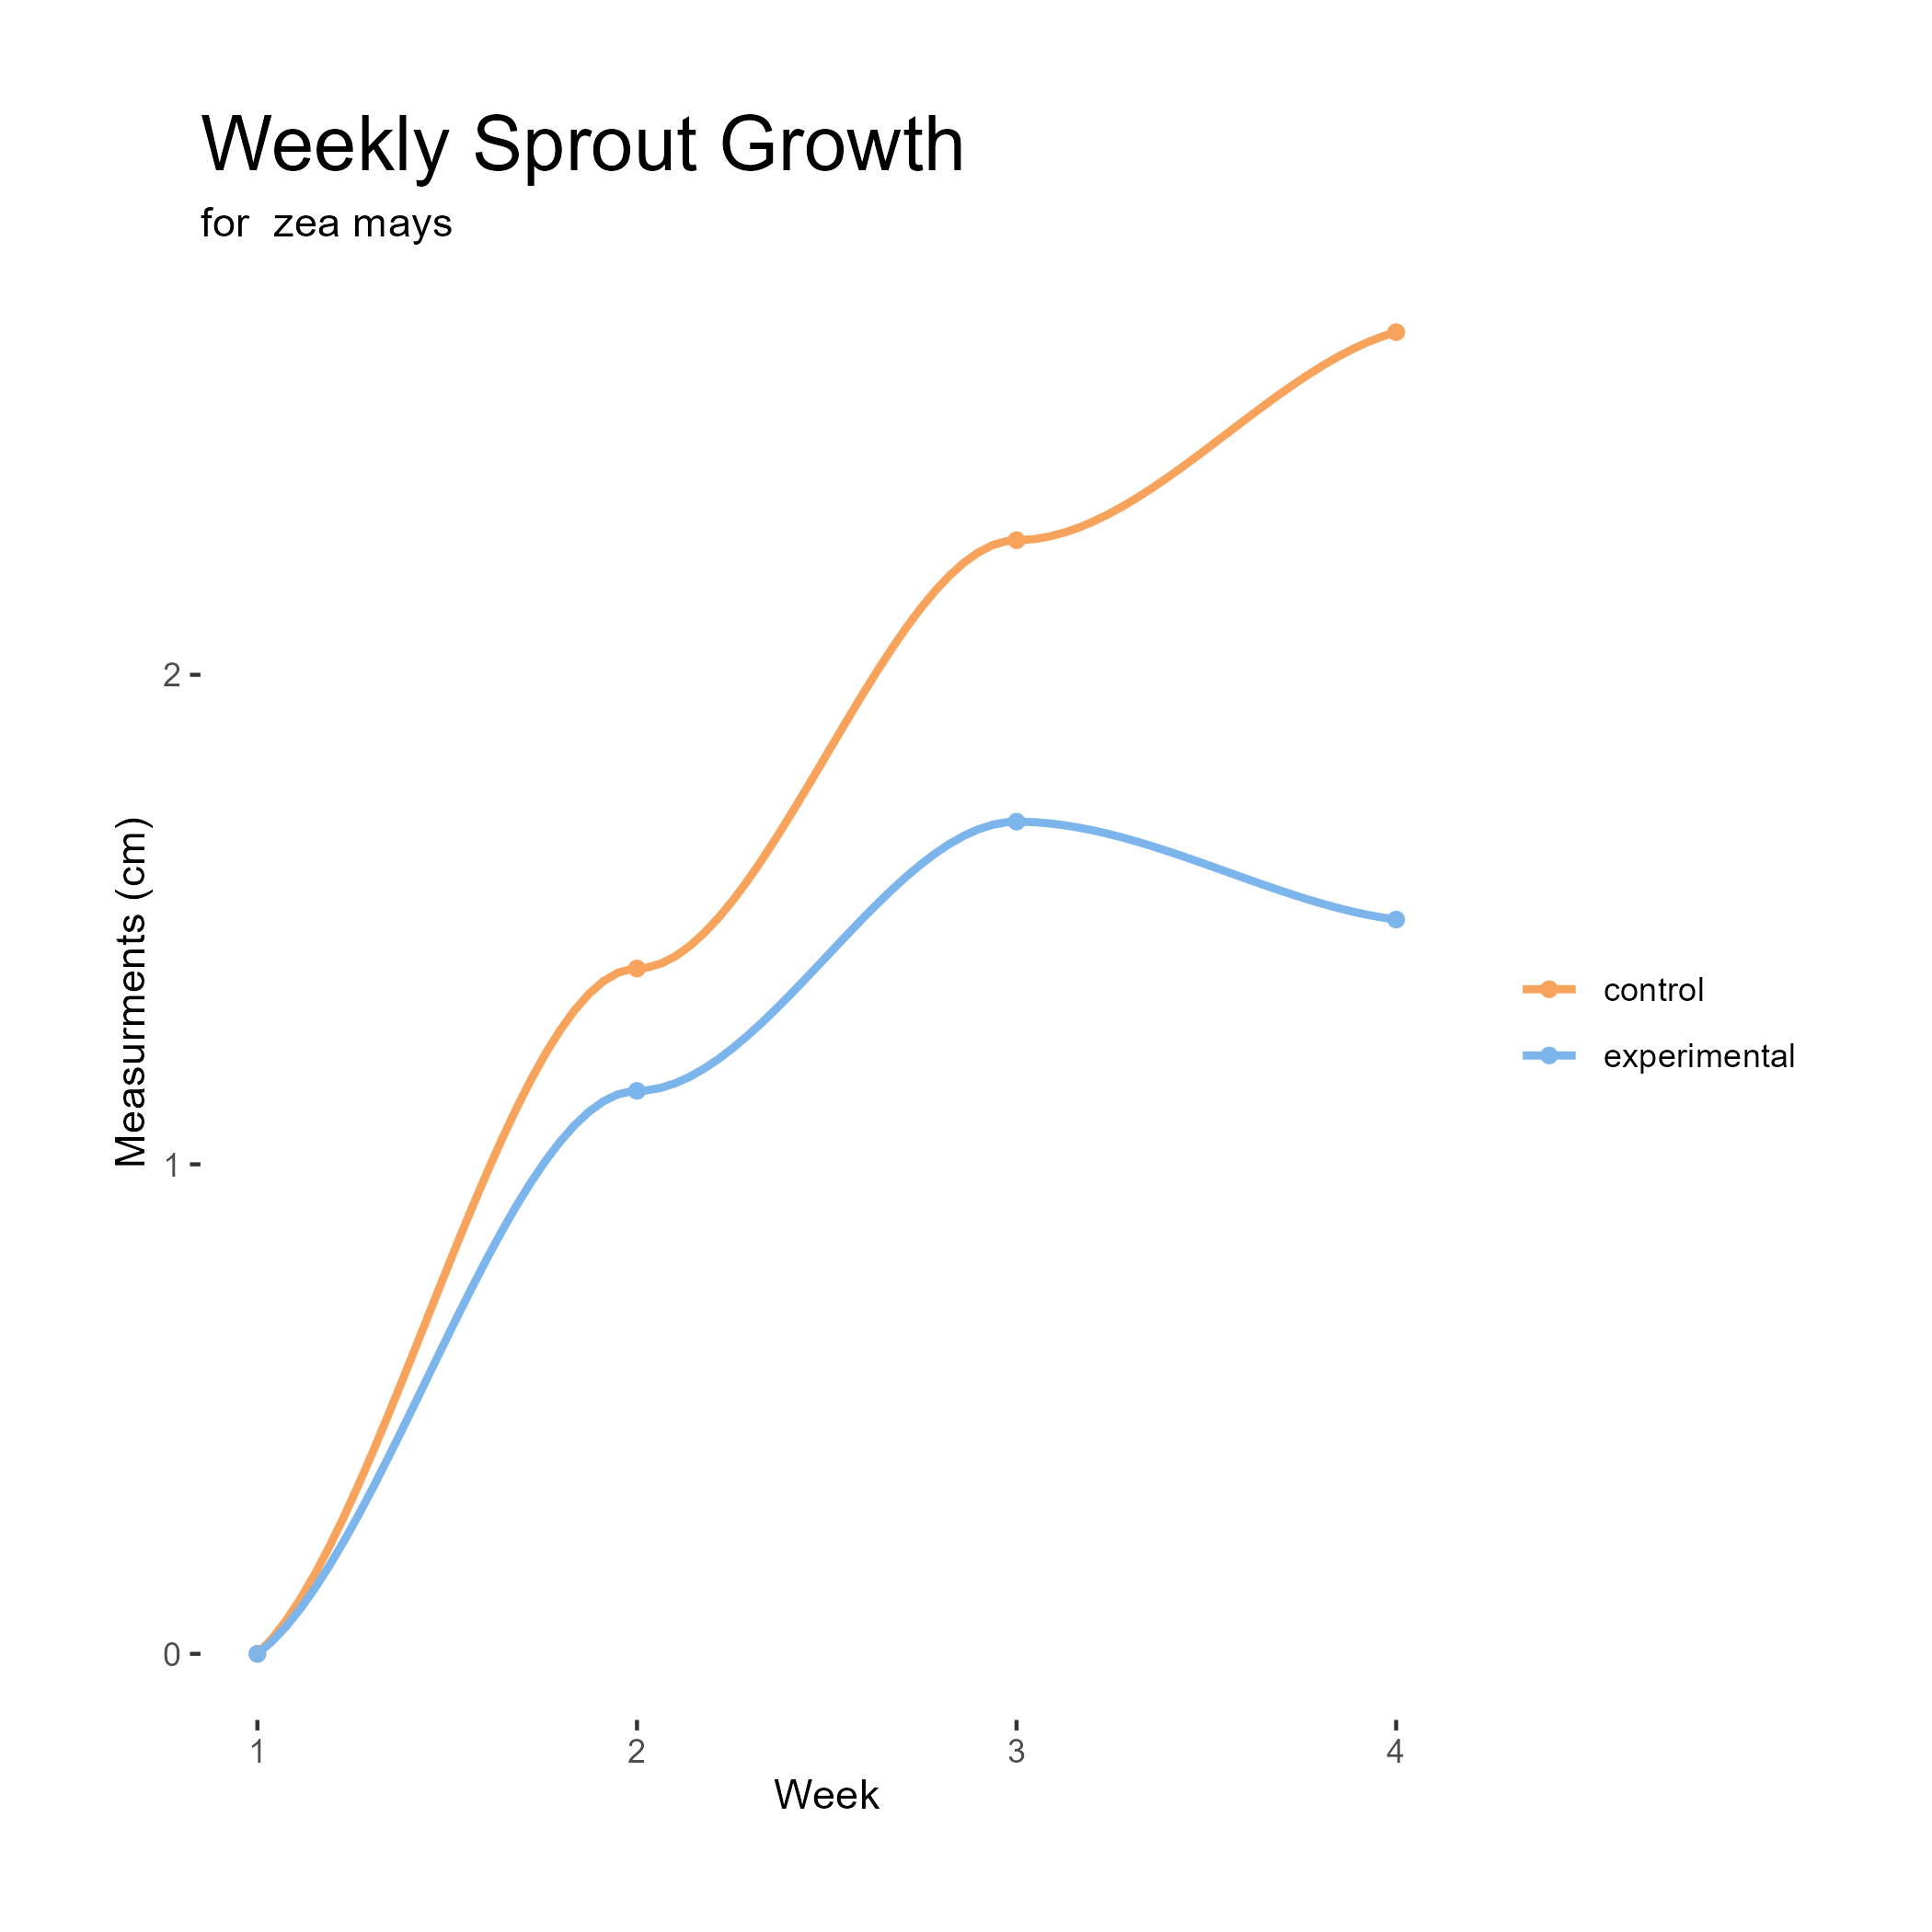 Weekly Sprout Growth
for  zea mays
2
1
0
Measurments (cm)
1 2 3 4
Week
control
experimental